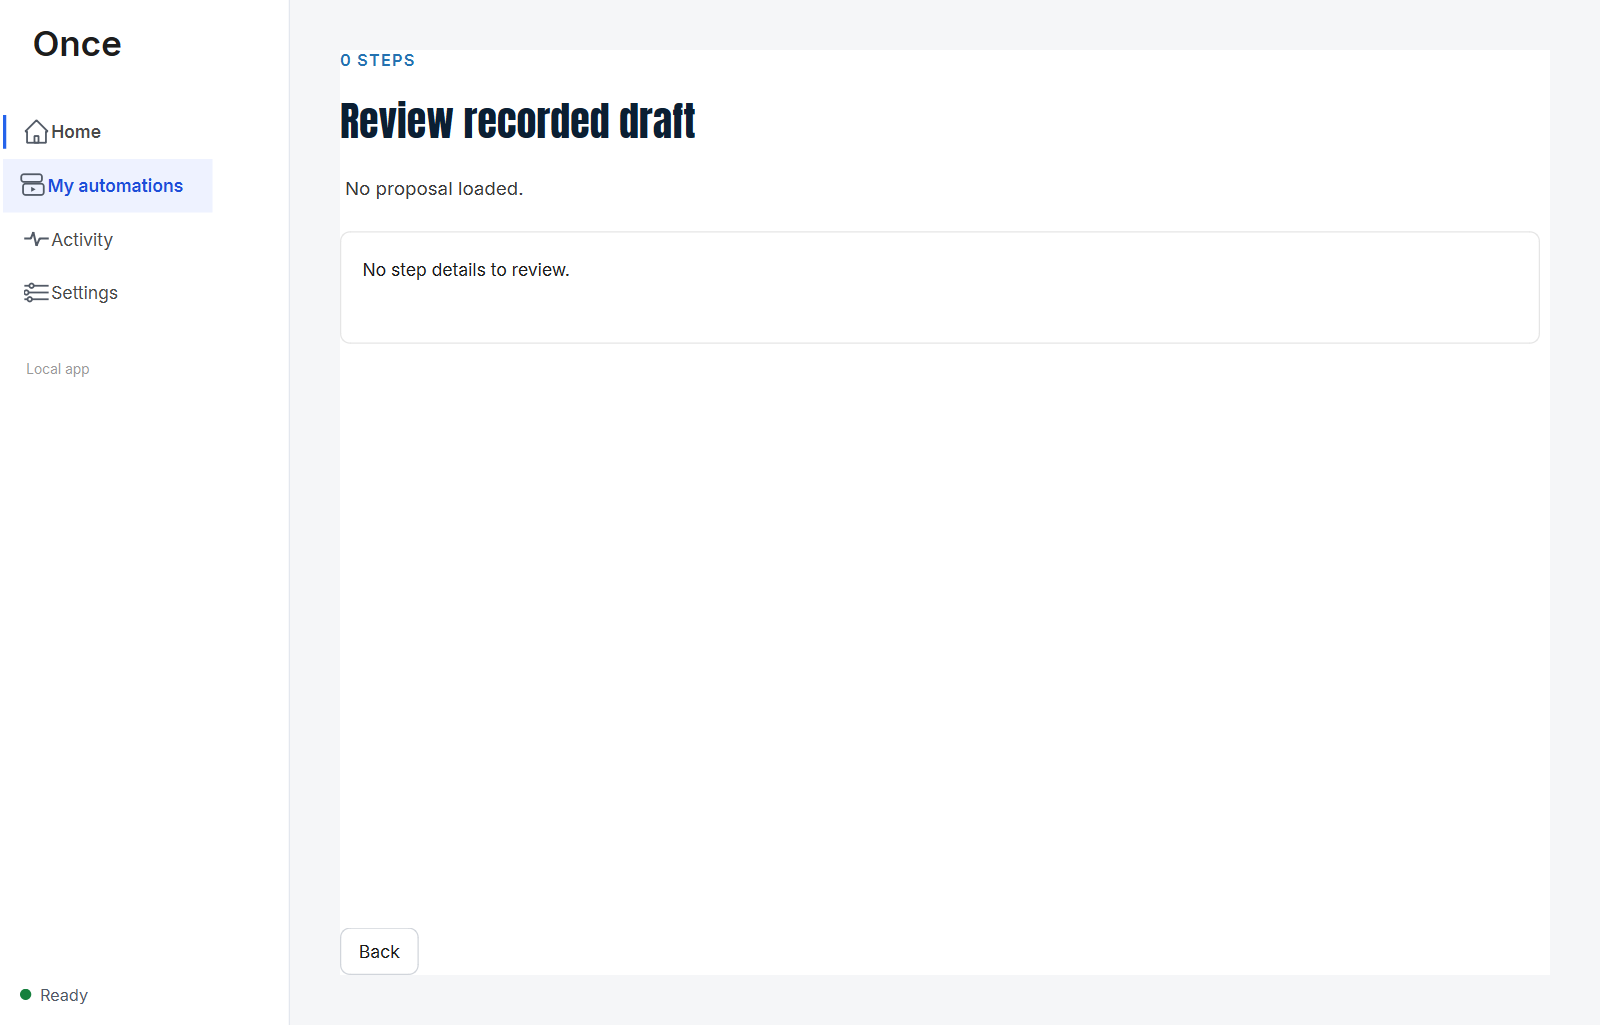 Once
Home
My automations
Activity
Settings
Local app
Ready
0 STEPS
Review recorded draft
No proposal loaded.
No step details to review.
Back